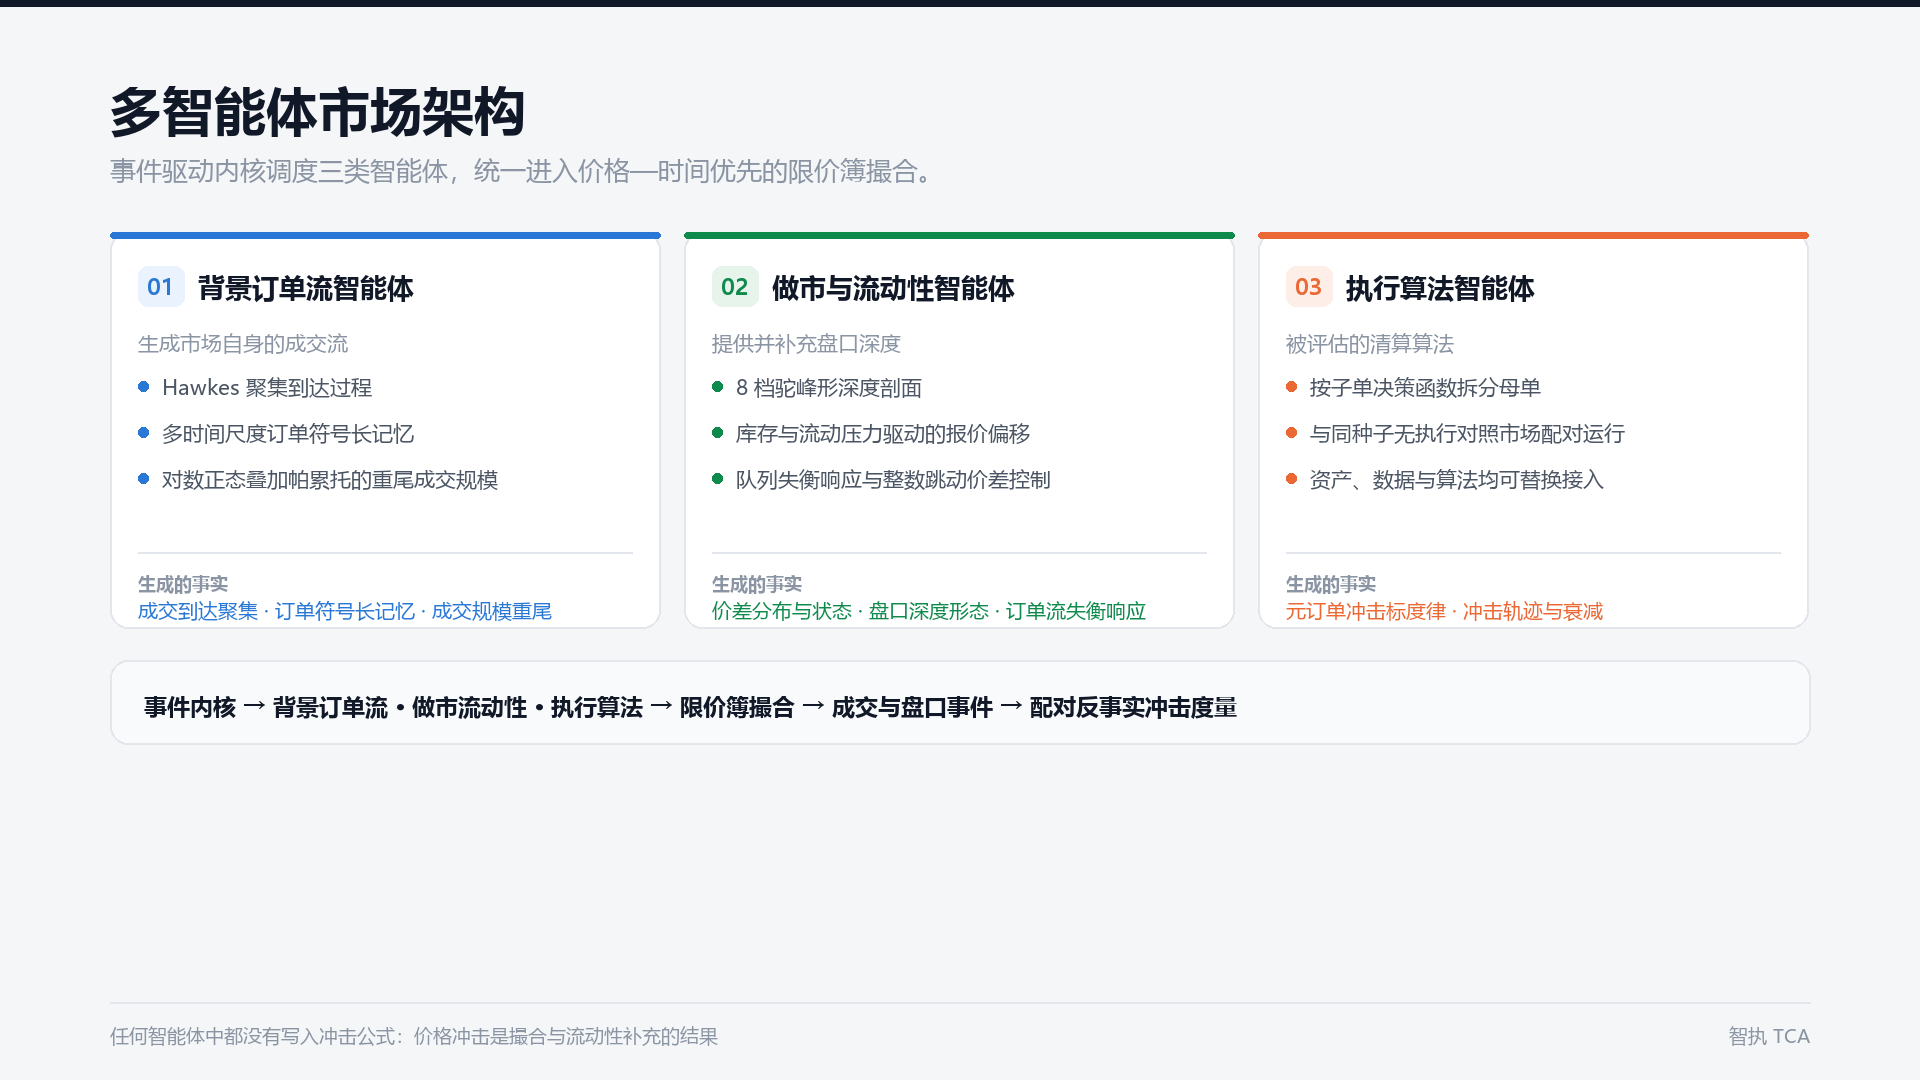 多智能体市场架构
事件驱动内核调度三类智能体，统一进入价格—时间优先的限价簿撮合。
01 背景订单流智能体
生成市场自身的成交流
Hawkes 聚集到达过程
多时间尺度订单符号长记忆
对数正态叠加帕累托的重尾成交规模
生成的事实
成交到达聚集 · 订单符号长记忆 · 成交规模重尾
02 做市与流动性智能体
提供并补充盘口深度
8 档驼峰形深度剖面
库存与流动压力驱动的报价偏移
队列失衡响应与整数跳动价差控制
生成的事实
价差分布与状态 · 盘口深度形态 · 订单流失衡响应
03 执行算法智能体
被评估的清算算法
按子单决策函数拆分母单
与同种子无执行对照市场配对运行
资产、数据与算法均可替换接入
生成的事实
元订单冲击标度律 · 冲击轨迹与衰减
事件内核 → 背景订单流 • 做市流动性 • 执行算法 → 限价簿撮合 → 成交与盘口事件 → 配对反事实冲击度量
任何智能体中都没有写入冲击公式：价格冲击是撮合与流动性补充的结果
智执 TCA